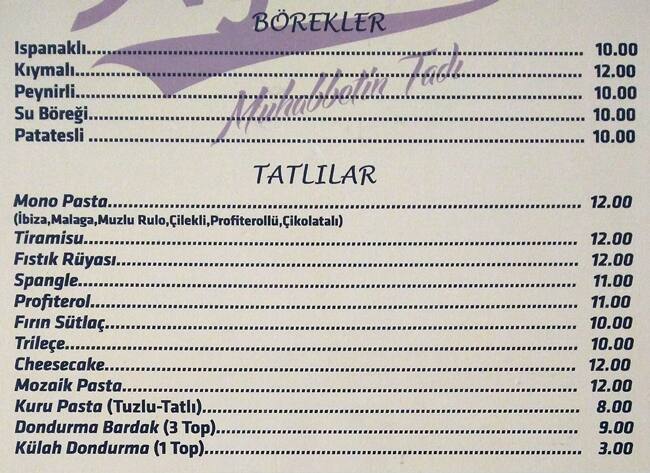 BÖREKLER
Ispanaklı 10.00
Kıymalı 12.00
Peynirli 10.00
Su Böreği 10.00
Patatesli 10.00
Muhabbetin Tadı
TATLILAR
Mono Pasta 12.00
(İbiza,Malaga,Muzlu Rulo,Çilekli,Profiterollü,Çikolatalı)
Tiramisu 12.00
Fıstık Rüyası 12.00
Spangle 11.00
Profiterol 11.00
Fırın Sütlaç 10.00
Trileçe 10.00
Cheesecake 12.00
Mozaik Pasta 12.00
Kuru Pasta (Tuzlu-Tatlı) 8.00
Dondurma Bardak (3 Top) 9.00
Külah Dondurma (1 Top) 3.00